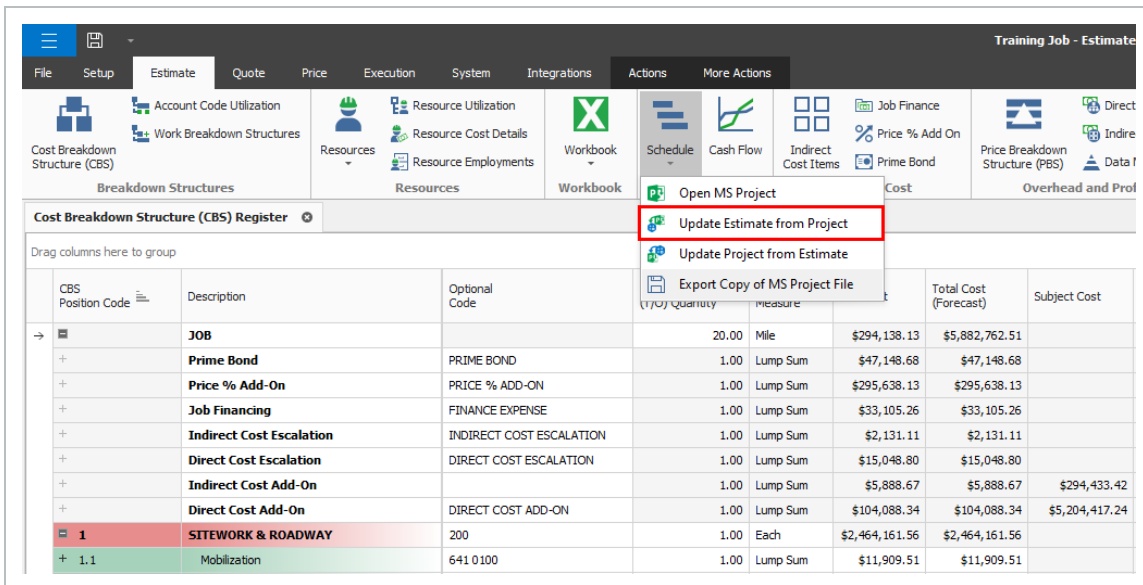 Training Job - Estimate
File Setup Estimate Quote Price Execution System Integrations Actions More Actions
Cost Breakdown Structure (CBS)
Account Code Utilization
Work Breakdown Structures
Breakdown Structures
Resources
Resource Utilization
Resource Cost Details
Resource Employments
Resources
Workbook
Workbook
Schedule
Cash Flow
Indirect Cost Items
Job Finance
Price % Add On
Prime Bond
Cost
Price Breakdown Structure (PBS)
Direct
Indire
Data
Overhead and Prof
Open MS Project
Update Estimate from Project
Update Project from Estimate
Export Copy of MS Project File
Cost Breakdown Structure (CBS) Register
Drag columns here to group
CBS Position Code Description Optional Code (T/O) Quantity Measure t Total Cost (Forecast) Subject Cost
JOB 20.00 Mile $294,138.13 $5,882,762.51
Prime Bond PRIME BOND 1.00 Lump Sum $47,148.68 $47,148.68
Price % Add-On PRICE % ADD-ON 1.00 Lump Sum $295,638.13 $295,638.13
Job Financing FINANCE EXPENSE 1.00 Lump Sum $33,105.26 $33,105.26
Indirect Cost Escalation INDIRECT COST ESCALATION 1.00 Lump Sum $2,131.11 $2,131.11
Direct Cost Escalation DIRECT COST ESCALATION 1.00 Lump Sum $15,048.80 $15,048.80
Indirect Cost Add-On 1.00 Lump Sum $5,888.67 $5,888.67 $294,433.42
Direct Cost Add-On DIRECT COST ADD-ON 1.00 Lump Sum $104,088.34 $104,088.34 $5,204,417.24
1 SITEWORK & ROADWAY 200 1.00 Each $2,464,161.56 $2,464,161.56
1.1 Mobilization 641 0100 1.00 Lump Sum $11,909.51 $11,909.51